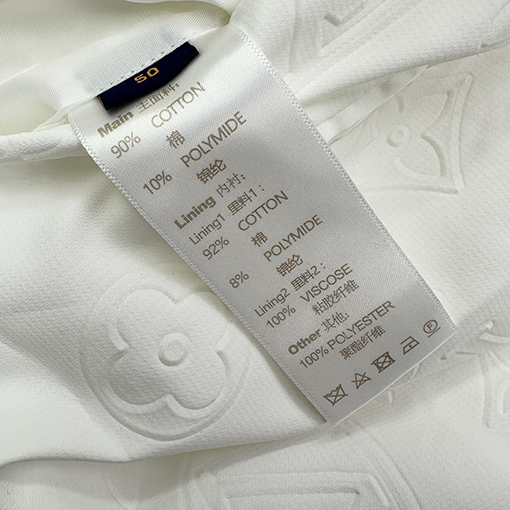 50
Main 主面料:
90% COTTON
棉
10% POLYMIDE
锦纶
Lining 内衬:
Lining1 里料1:
92% COTTON
棉
8% POLYMIDE
锦纶
Lining2 里料2:
100% VISCOSE
粘胶纤维
Other 其他:
100% POLYESTER
聚酯纤维